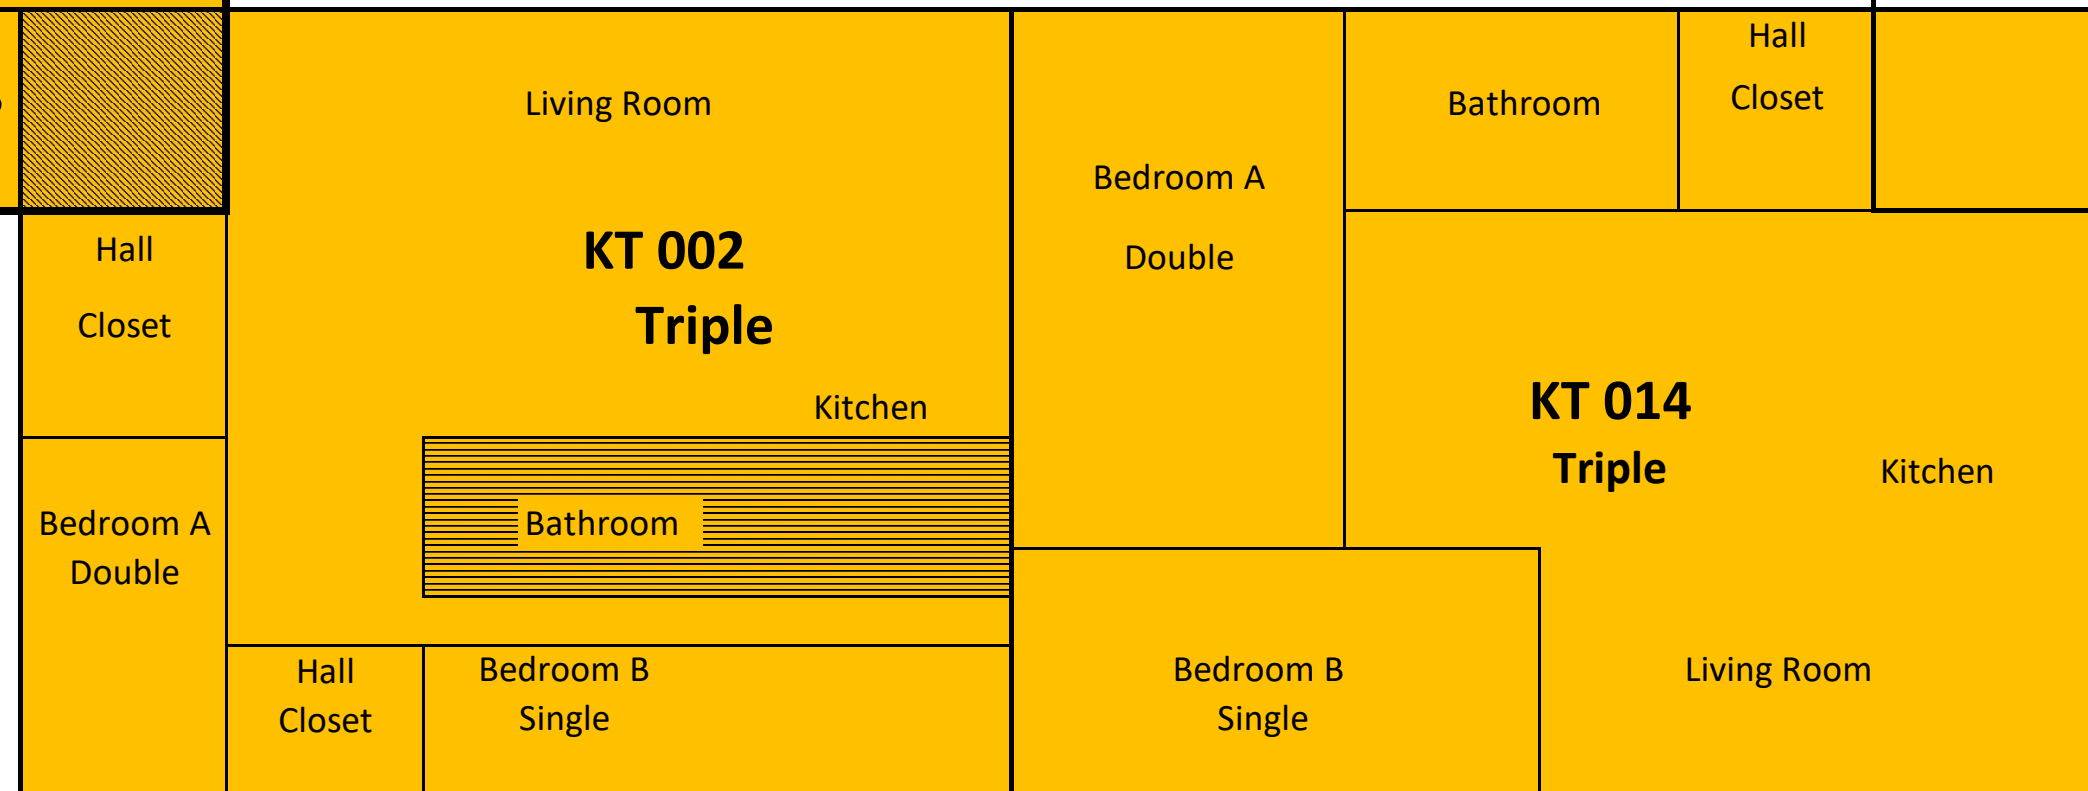 Living Room
KT 002
Triple
Kitchen
Bathroom
Hall
Closet
Bedroom A
Double
Hall
Closet
Bedroom B
Single
Bedroom A
Double
Bathroom
Hall
Closet
KT 014
Triple
Kitchen
Bedroom B
Single
Living Room